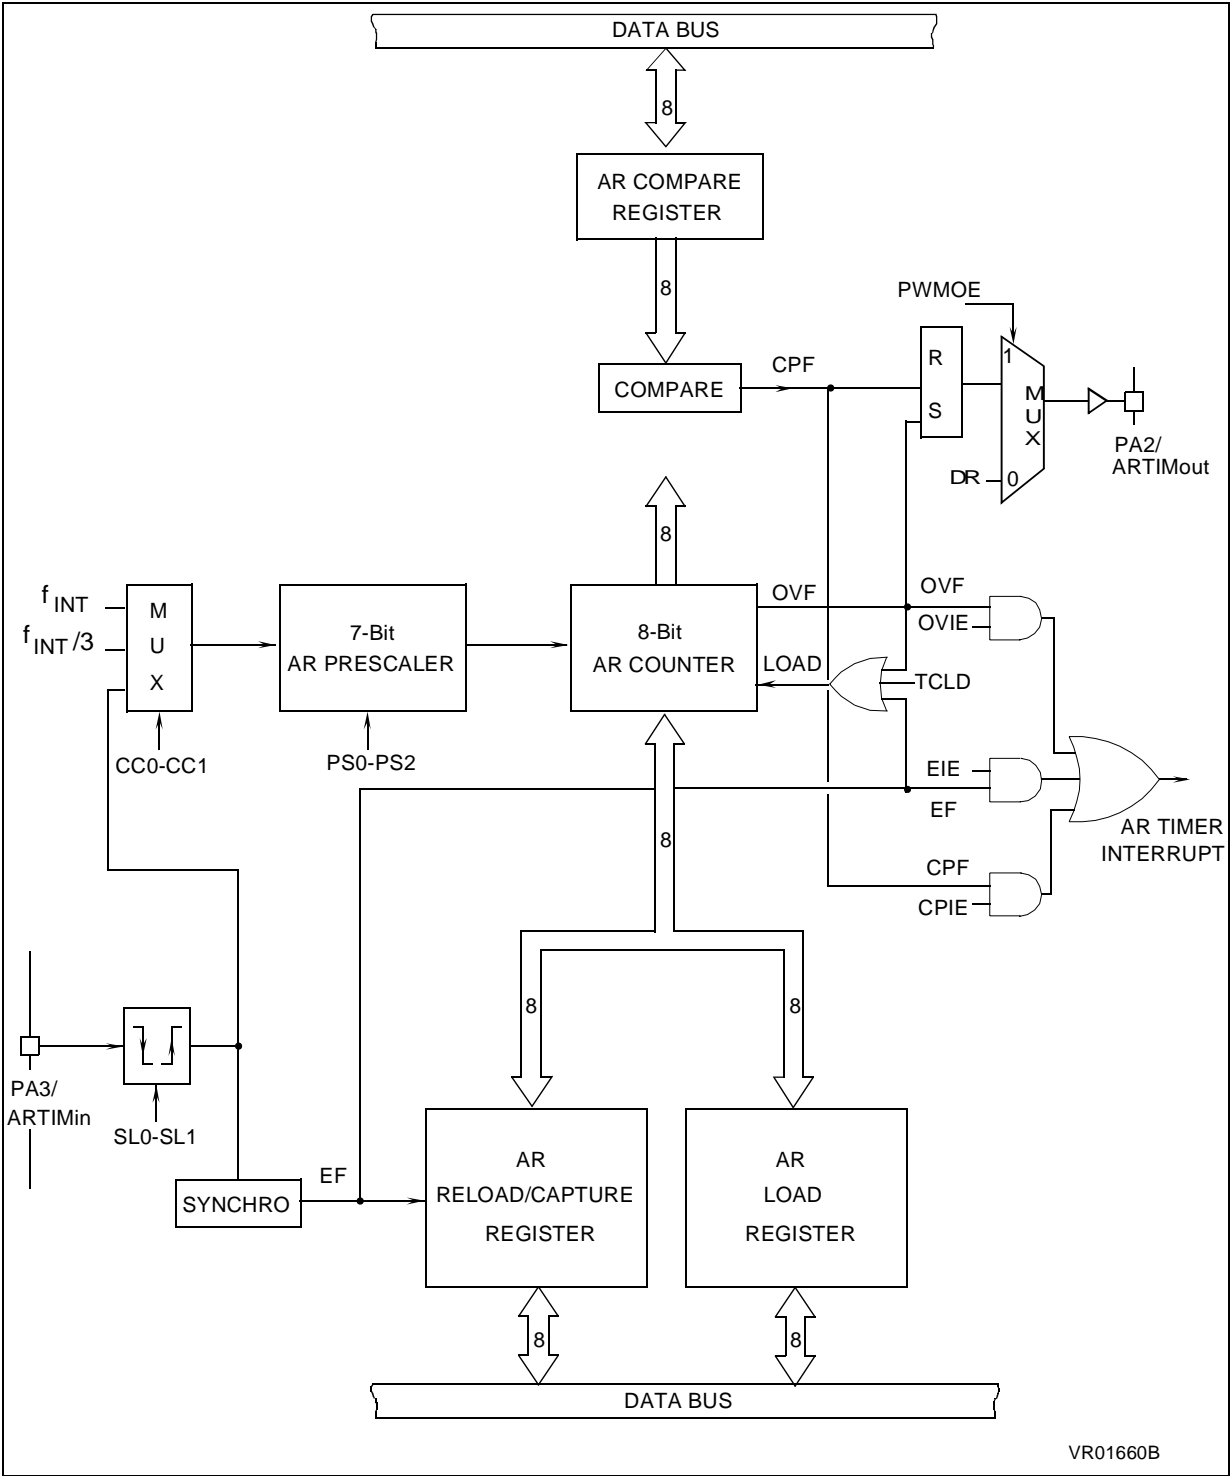 DATA BUS
8
AR COMPARE
REGISTER
8
PWMOE
COMPARE
CPF
R
S
1
MUX
DR
0
PA2/
ARTIMout
8
f INT
f INT /3
MUX
CC0-CC1
7-Bit
AR PRESCALER
PS0-PS2
8-Bit
AR COUNTER
OVF
LOAD
TCLD
OVF
OVIE
EIE
EF
CPF
CPIE
AR TIMER
INTERRUPT
8
8
8
PA3/
ARTIMin
SL0-SL1
SYNCHRO
EF
AR
RELOAD/CAPTURE
REGISTER
AR
LOAD
REGISTER
8
8
DATA BUS
VR01660B